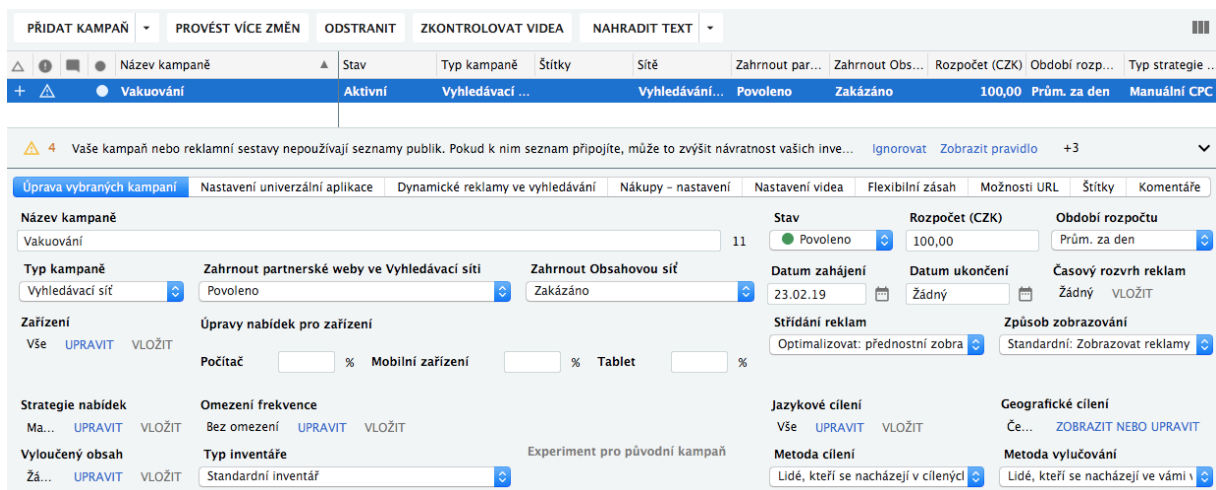 PŘIDAT KAMPAŇ PROVÉST VÍCE ZMĚN ODSTRANIT ZKONTROLOVAT VIDEA NAHRADIT TEXT
Název kampaně Stav Typ kampaně Štítky Sítě Zahrnout par... Zahrnout Obs... Rozpočet (CZK) Období rozp... Typ strategie ...
Vakuování Aktivní Vyhledávací ... Vyhledávání... Povoleno Zakázáno 100,00 Prům. za den Manuální CPC
4 Vaše kampaň nebo reklamní sestavy nepoužívají seznamy publik. Pokud k nim seznam připojíte, může to zvýšit návratnost vašich inve... Ignorovat Zobrazit pravidlo +3
Úprava vybraných kampaní Nastavení univerzální aplikace Dynamické reklamy ve vyhledávání Nákupy – nastavení Nastavení videa Flexibilní zásah Možnosti URL Štítky Komentáře
Název kampaně Stav Rozpočet (CZK) Období rozpočtu
Vakuování 11 Povoleno 100,00 Prům. za den
Typ kampaně Zahrnout partnerské weby ve Vyhledávací síti Zahrnout Obsahovou síť Datum zahájení Datum ukončení Časový rozvrh reklam
Vyhledávací síť Povoleno Zakázáno 23.02.19 Žádný Žádný VLOŽIT
Zařízení Úpravy nabídek pro zařízení Střídání reklam Způsob zobrazování
Vše UPRAVIT VLOŽIT Optimalizovat: přednostní zobra Standardní: Zobrazovat reklamy
Počítač % Mobilní zařízení % Tablet %
Strategie nabídek Omezení frekvence Jazykové cílení Geografické cílení
Ma... UPRAVIT VLOŽIT Bez omezení UPRAVIT VLOŽIT Vše UPRAVIT VLOŽIT Če... ZOBRAZIT NEBO UPRAVIT
Vyloučený obsah Typ inventáře Experiment pro původní kampaň Metoda cílení Metoda vylučování
Žá... UPRAVIT VLOŽIT Standardní inventář Lidé, kteří se nacházejí v cílenýc Lidé, kteří se nacházejí ve vámi v